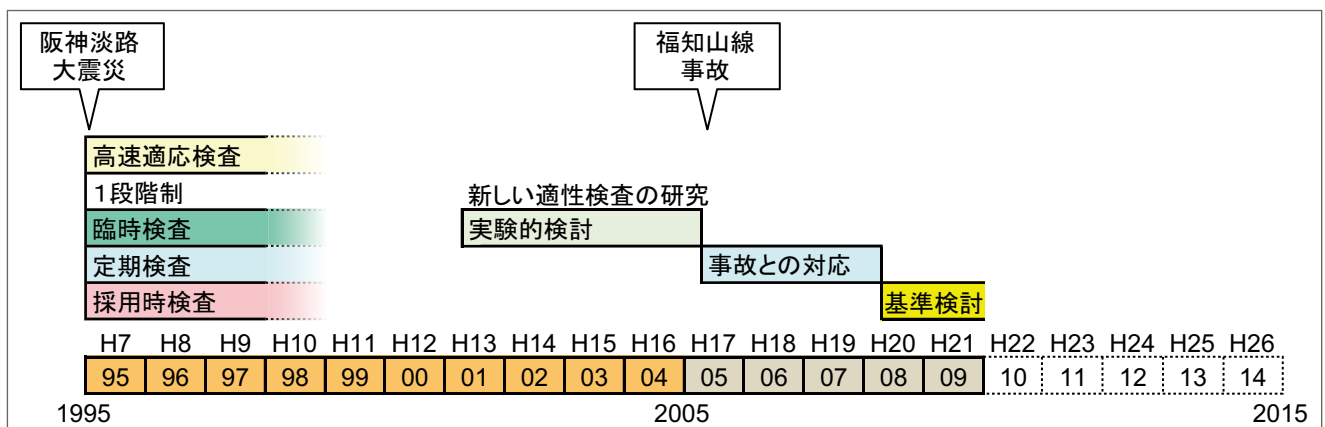 阪神淡路
大震災
福知山線
事故
高速適応検査
1段階制
新しい適性検査の研究
臨時検査
実験的検討
定期検査
事故との対応
採用時検査
基準検討
H7 H8 H9 H10 H11 H12 H13 H14 H15 H16 H17 H18 H19 H20 H21 H22 H23 H24 H25 H26
95 96 97 98 99 00 01 02 03 04 05 06 07 08 09 10 11 12 13 14
1995 2005 2015